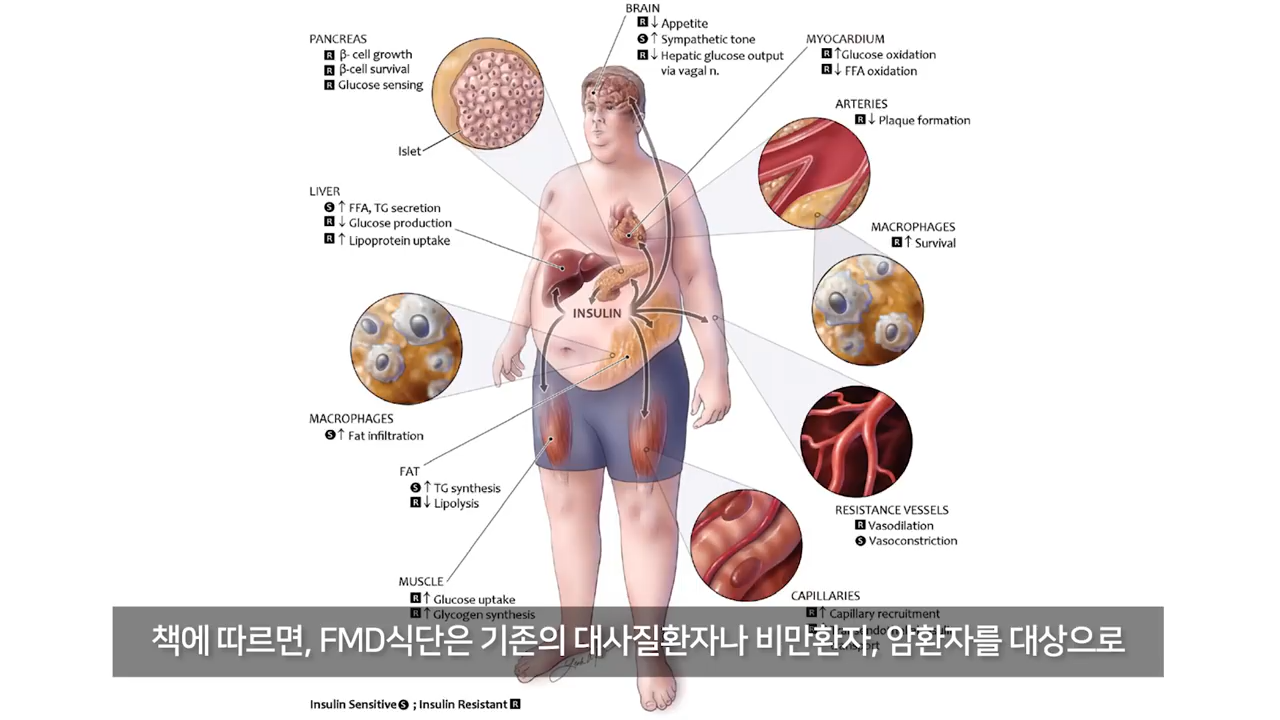 BRAIN
R ↓ Appetite
S ↑ Sympathetic tone
R ↓ Hepatic glucose output
via vagal n.
PANCREAS
R β- cell growth
R β-cell survival
R Glucose sensing
Islet
MYOCARDIUM
R ↑ Glucose oxidation
R ↓ FFA oxidation
ARTERIES
R ↓ Plaque formation
LIVER
S ↑ FFA, TG secretion
R ↓ Glucose production
R ↑ Lipoprotein uptake
MACROPHAGES
R ↑ Survival
INSULIN
MACROPHAGES
S ↑ Fat infiltration
FAT
S ↑ TG synthesis
R ↓ Lipolysis
RESISTANCE VESSELS
R Vasodilation
S Vasoconstriction
MUSCLE
R ↑ Glucose uptake
R ↑ Glycogen synthesis
CAPILLARIES
R ↑ Capillary recruitment
책에 따르면, FMD식단은 기존의 대사질환자나 비만환자, 암환자를 대상으로
Insulin Sensitive S ; Insulin Resistant R